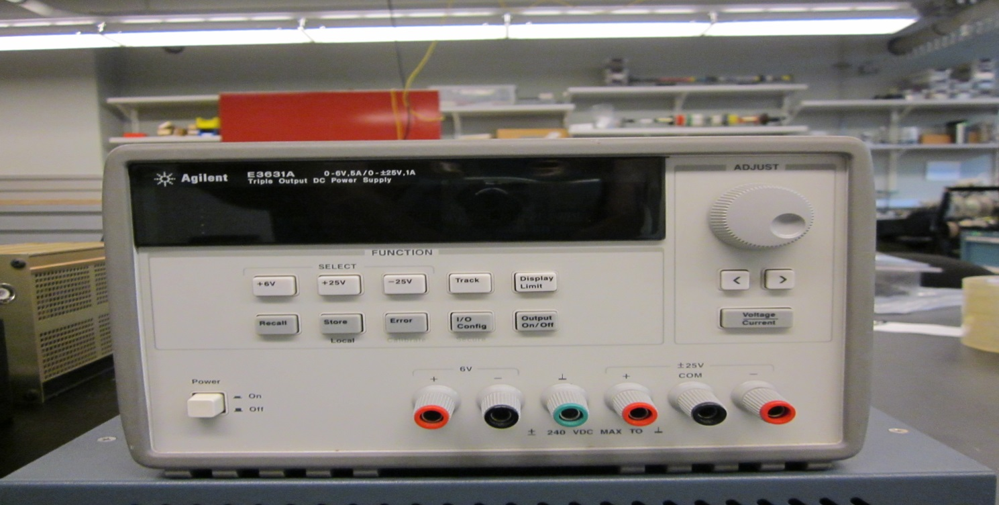 Agilent E3631A 0-6V,5A/0-±25V,1A
Triple Output DC Power Supply
ADJUST
FUNCTION
SELECT
+6V +25V -25V Track Display Limit
< >
Recall Store Error I/O Config Output On/Off
Voltage
Current
Local Calibrate Secure
6V ±25V
+ - ⊥ + COM -
Power
On
Off
± 240 VDC MAX TO ⊥